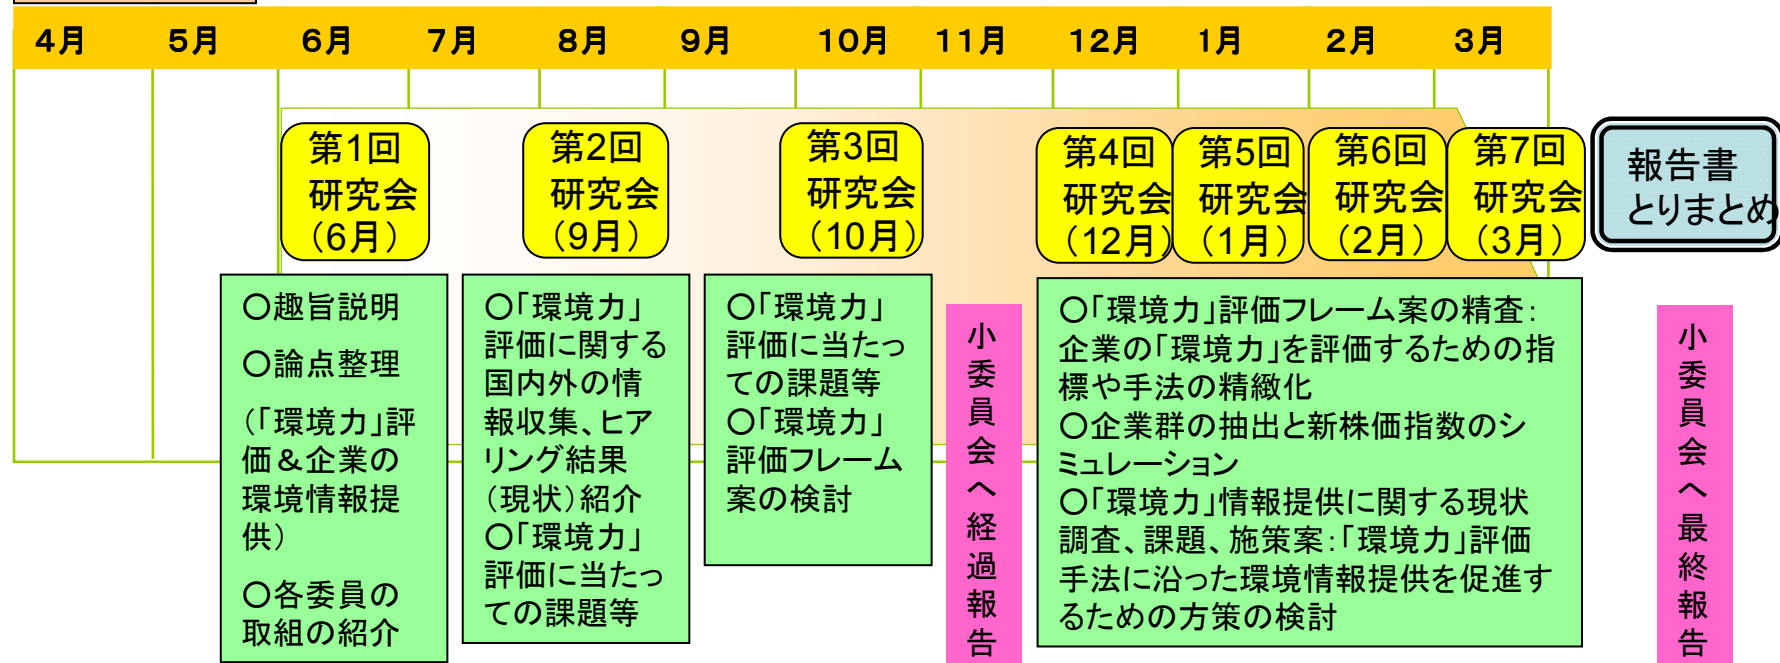 4月 5月 6月 7月 8月 9月 10月 11月 12月 1月 2月 3月
第1回
研究会
（6月）
第2回
研究会
（9月）
第3回
研究会
（10月）
第4回
研究会
（12月）
第5回
研究会
（1月）
第6回
研究会
（2月）
第7回
研究会
（3月）
報告書
とりまとめ
〇趣旨説明
〇論点整理
（「環境力」評
価＆企業の
環境情報提
供）
〇各委員の
取組の紹介
〇「環境力」
評価に関する
国内外の情
報収集、ヒア
リング結果
（現状）紹介
〇「環境力」
評価に当たっ
ての課題等
〇「環境力」
評価に当たっ
ての課題等
〇「環境力」
評価フレーム
案の検討
小委員会へ経過報告
〇「環境力」評価フレーム案の精査：
企業の「環境力」を評価するための指
標や手法の精緻化
〇企業群の抽出と新株価指数のシ
ミュレーション
〇「環境力」情報提供に関する現状
調査、課題、施策案：「環境力」評価
手法に沿った環境情報提供を促進す
るための方策の検討
小委員会へ最終報告